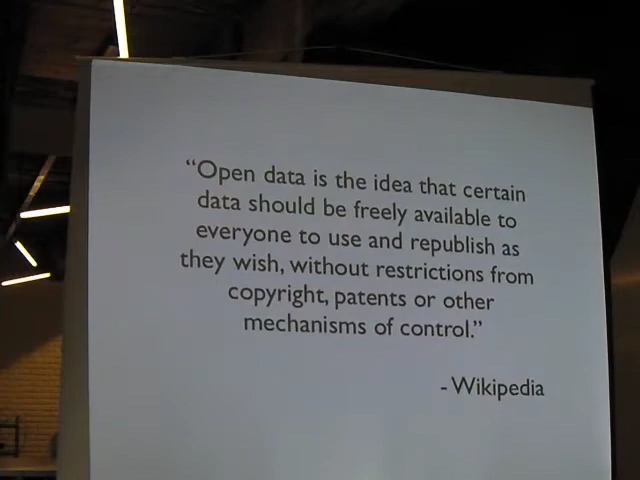 “Open data is the idea that certain
data should be freely available to
everyone to use and republish as
they wish, without restrictions from
copyright, patents or other
mechanisms of control.”
- Wikipedia